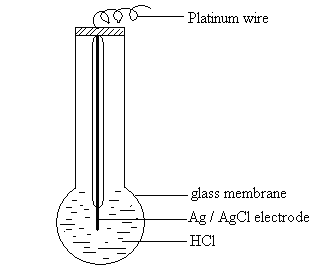 Platinum wire
glass membrane
Ag / AgCl electrode
HCl